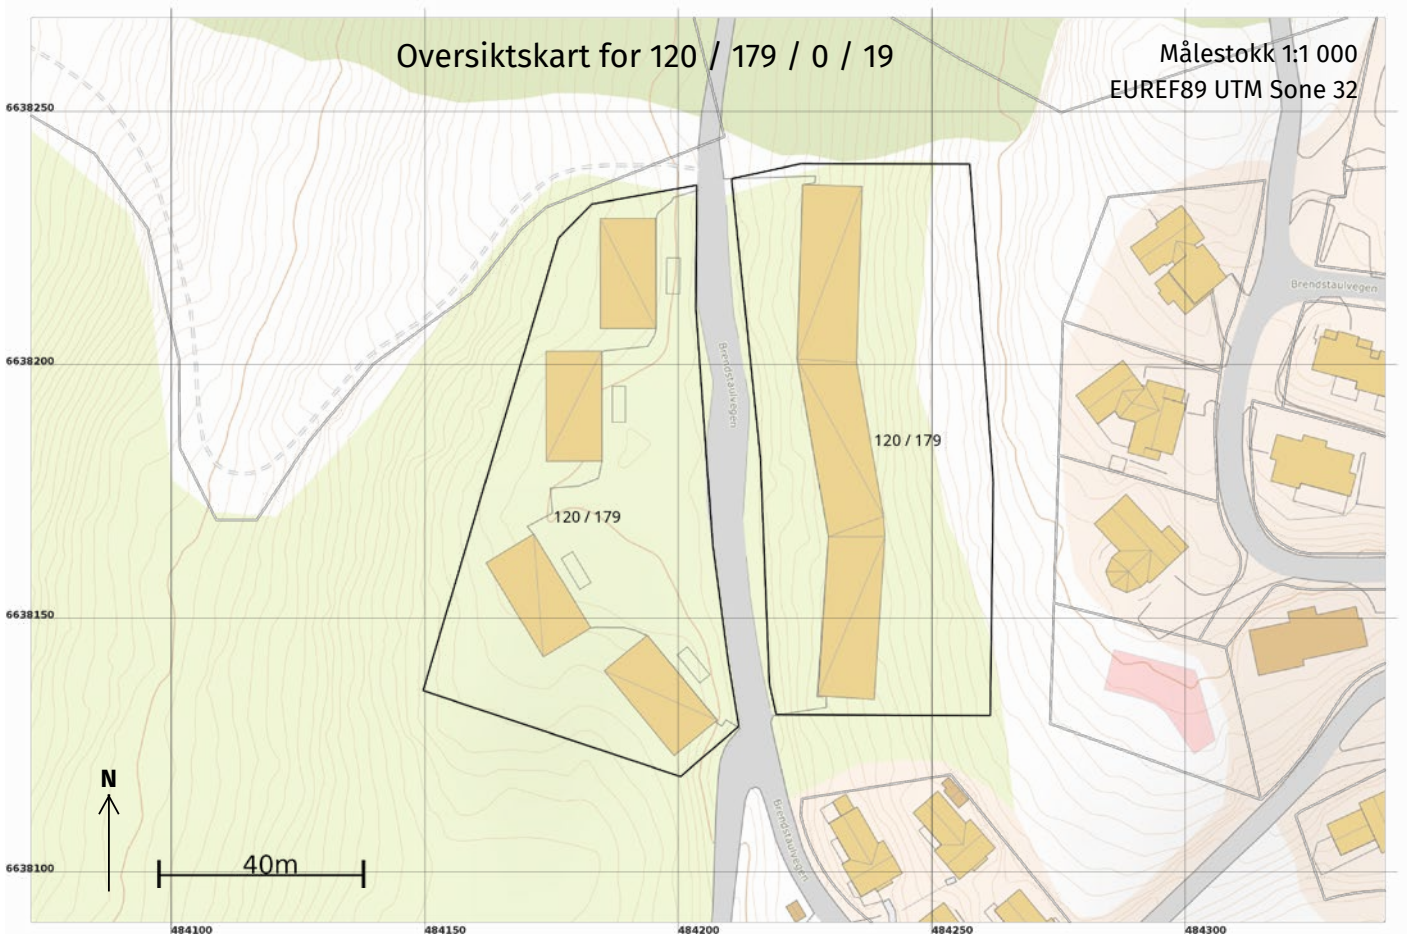 Oversiktskart for 120 / 179 / 0 / 19
Målestokk 1:1 000
EUREF89 UTM Sone 32
6638250
Brendstaulvegen
6638200
Brendstaulvegen
120 / 179
120 / 179
6638150
N
Brendstaulvegen
40m
6638100
484100
484150
484200
484250
484300